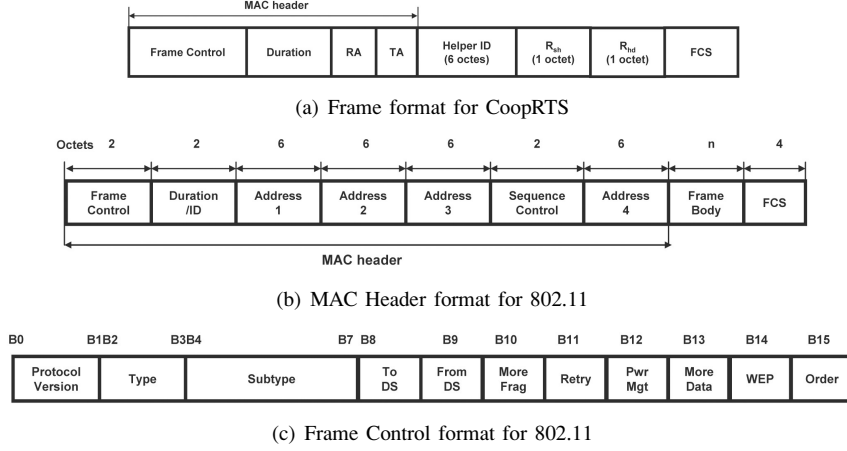 MAC header
Frame Control Duration RA TA Helper ID (6 octes) Rsh (1 octet) Rhd (1 octet) FCS
(a) Frame format for CoopRTS
Octets 2 2 6 6 6 2 6 n 4
Frame Control Duration /ID Address 1 Address 2 Address 3 Sequence Control Address 4 Frame Body FCS
MAC header
(b) MAC Header format for 802.11
B0 B1B2 B3B4 B7 B8 B9 B10 B11 B12 B13 B14 B15
Protocol Version Type Subtype To DS From DS More Frag Retry Pwr Mgt More Data WEP Order
(c) Frame Control format for 802.11